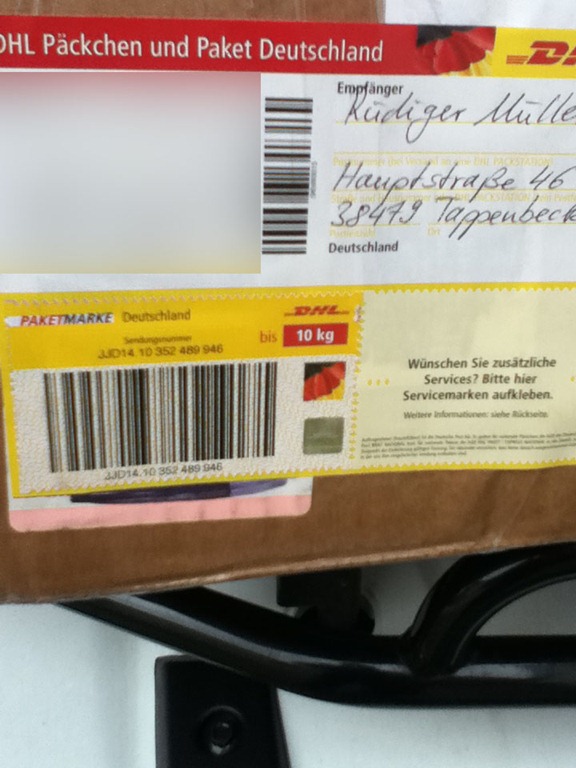 DHL Päckchen und Paket Deutschland
DHL
Empfänger
Rüdiger Mülle
Hauptstraße 46
38479 Tappenbeck
Deutschland
PAKETMARKE Deutschland
DHL
Sendungsnummer
JJD14.10 352 489 946
bis 10 kg
JJD14.10 352 489 946
Wünschen Sie zusätzliche
Services? Bitte hier
Servicemarken aufkleben.
Weitere Informationen: siehe Rückseite.